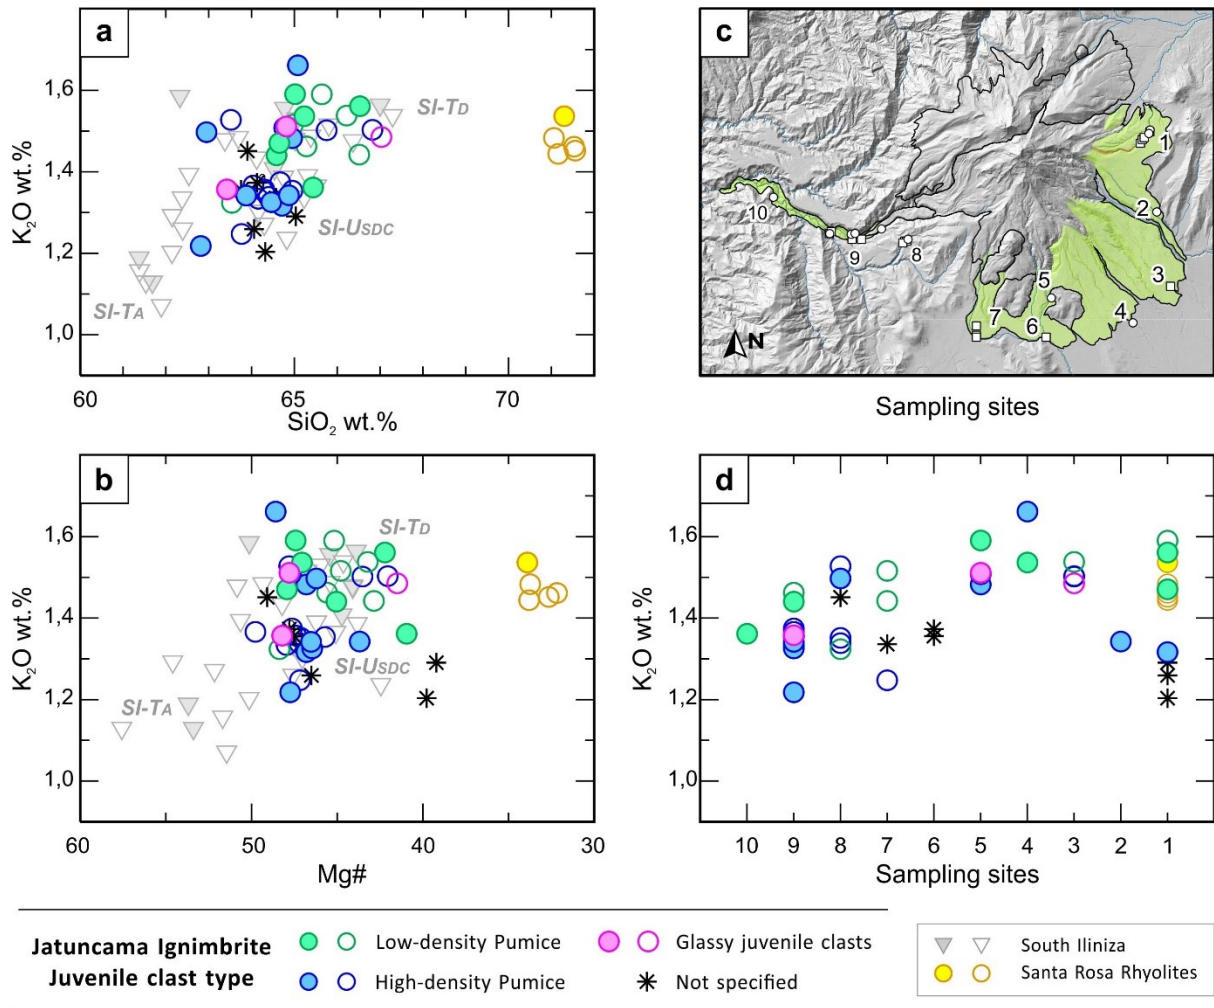 a
1,6
1,4
1,2
1,0
K₂O wt.%
SI-TD
SI-USDC
SI-TA
60
65
70
SiO₂ wt.%
c
1
2
3
4
5
6
7
8
9
10
N
Sampling sites
b
1,6
1,4
1,2
1,0
K₂O wt.%
SI-TD
SI-USDC
SI-TA
60
50
40
30
Mg#
d
1,6
1,4
1,2
1,0
K₂O wt.%
10 9 8 7 6 5 4 3 2 1
Sampling sites
Jatuncama Ignimbrite
Juvenile clast type
Low-density Pumice
High-density Pumice
Glassy juvenile clasts
Not specified
South Iliniza
Santa Rosa Rhyolites